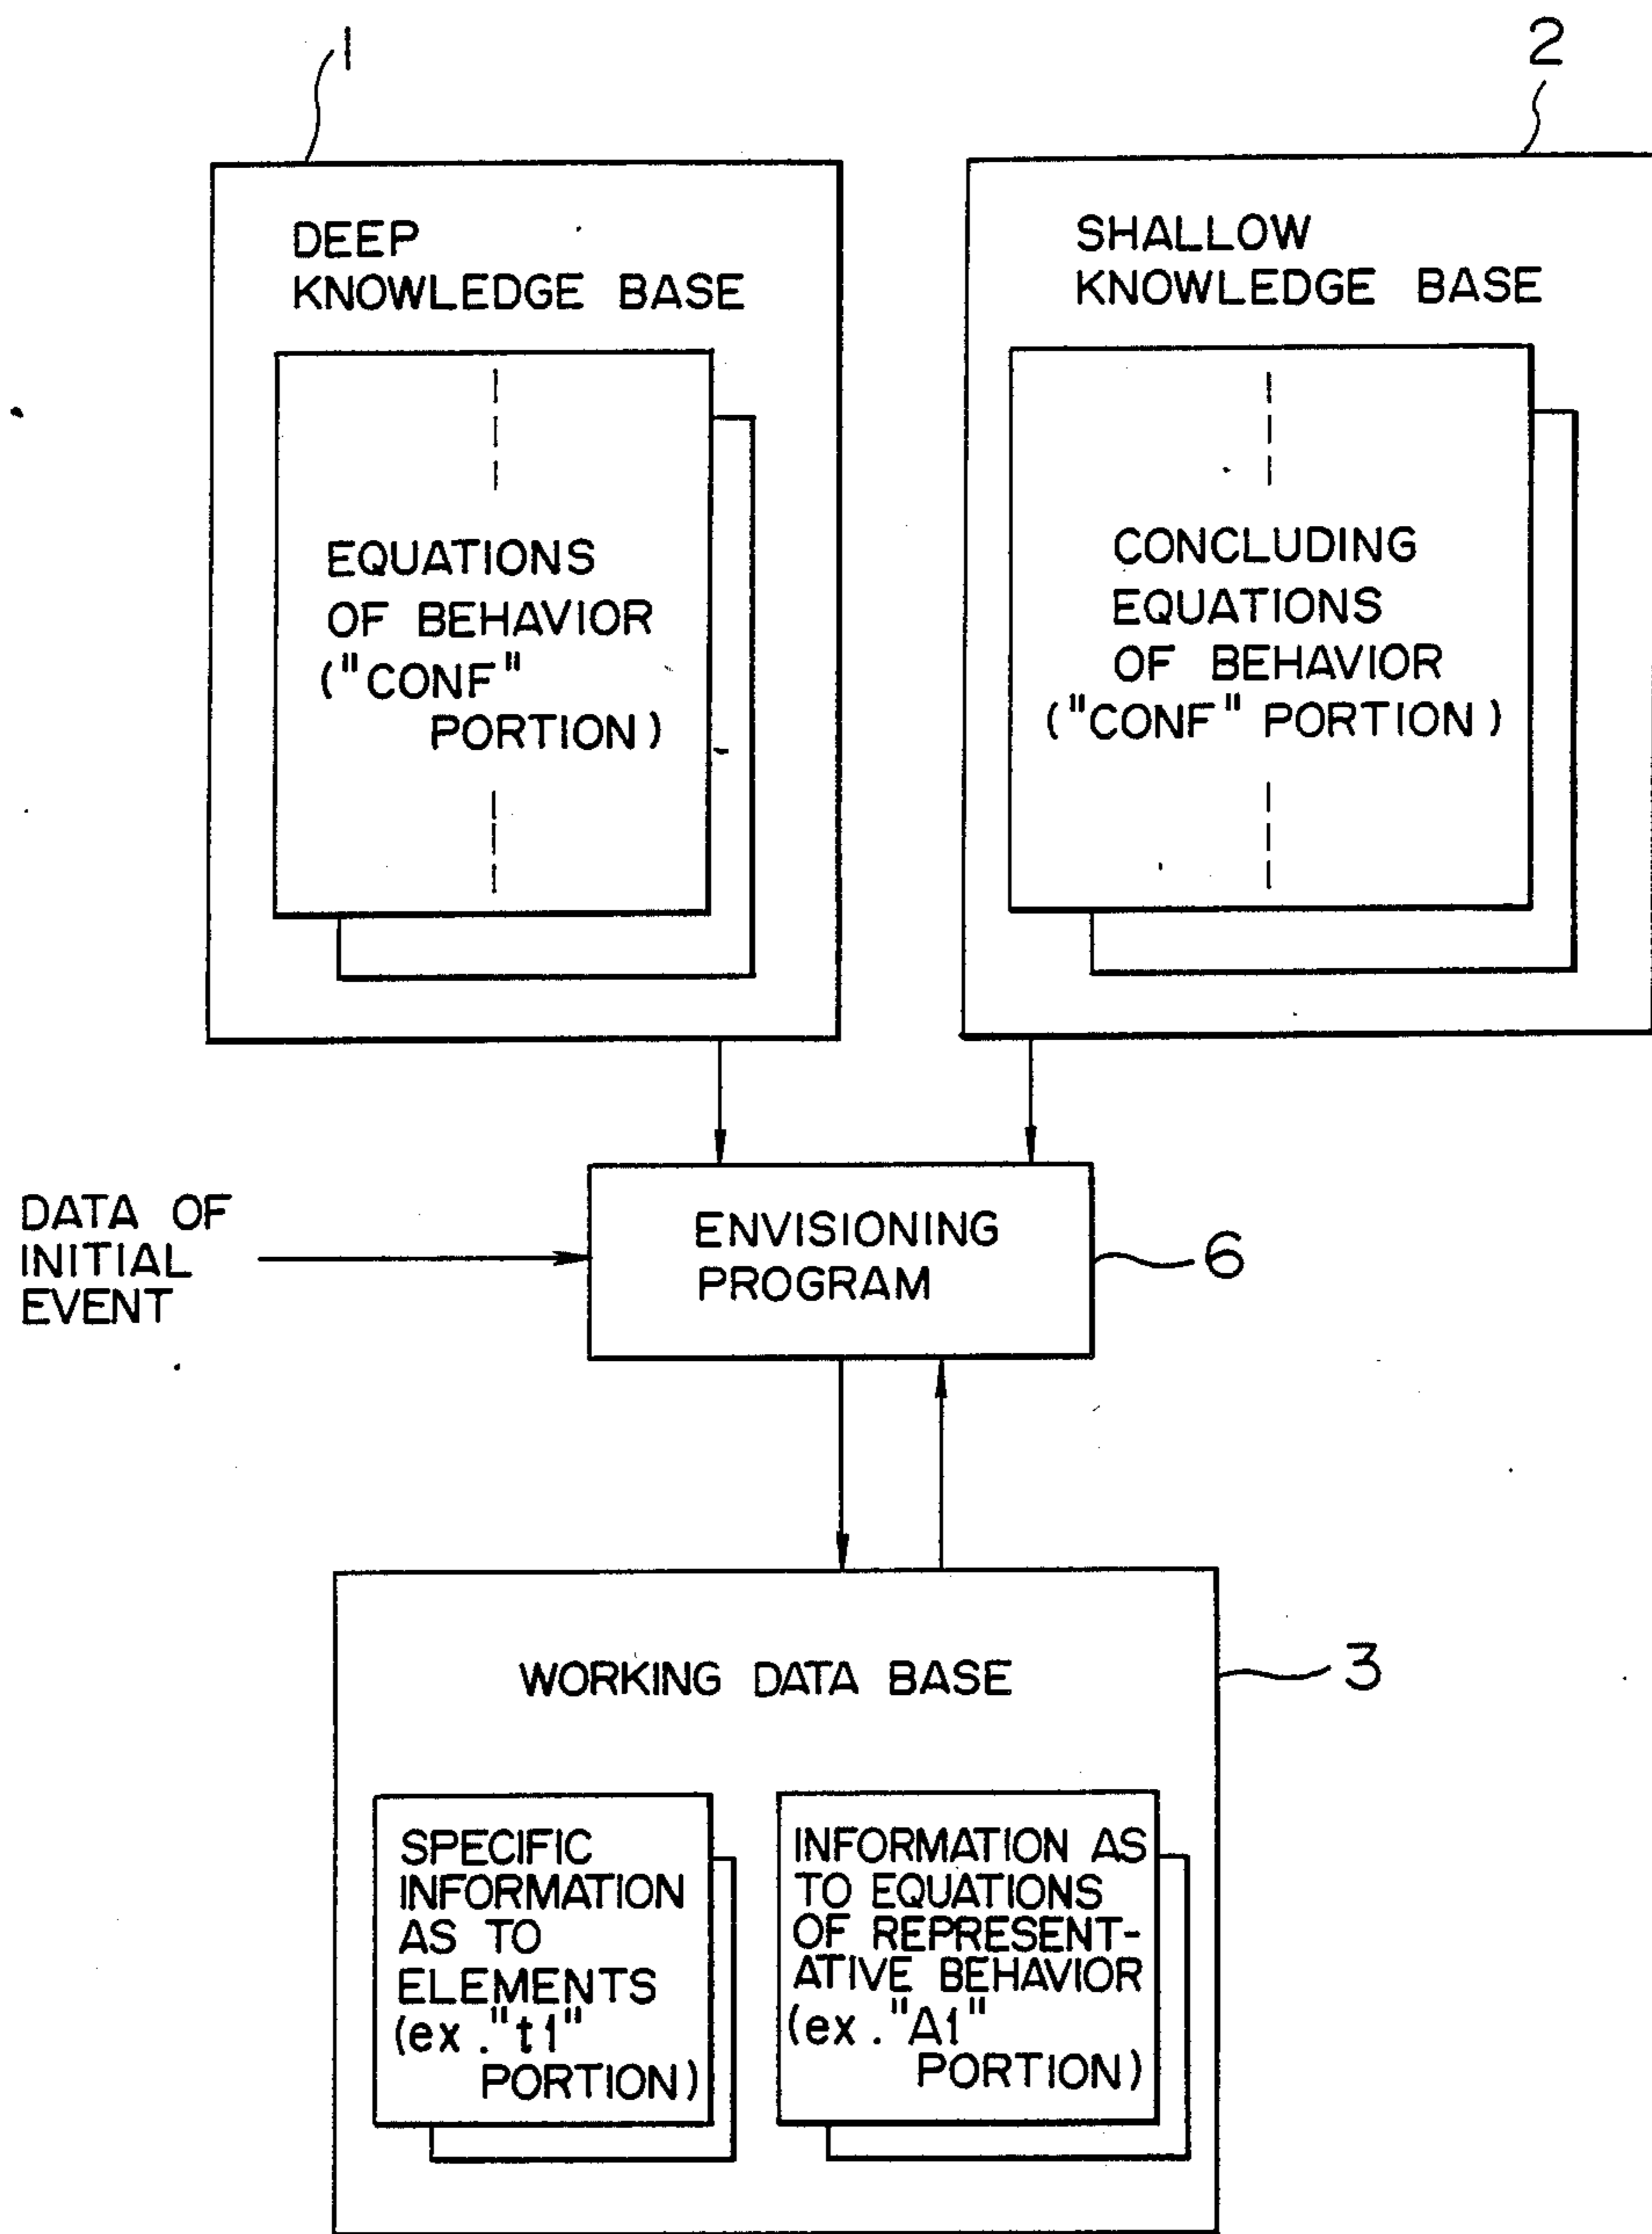 1
2
DEEP
KNOWLEDGE BASE
EQUATIONS
OF BEHAVIOR
("CONF"
PORTION)
SHALLOW
KNOWLEDGE BASE
CONCLUDING
EQUATIONS
OF BEHAVIOR
("CONF" PORTION)
DATA OF
INITIAL
EVENT
ENVISIONING
PROGRAM
6
WORKING DATA BASE
3
SPECIFIC
INFORMATION
AS TO
ELEMENTS
(ex."t1"
PORTION)
INFORMATION AS
TO EQUATIONS
OF REPRESENT-
ATIVE BEHAVIOR
(ex."A1"
PORTION)